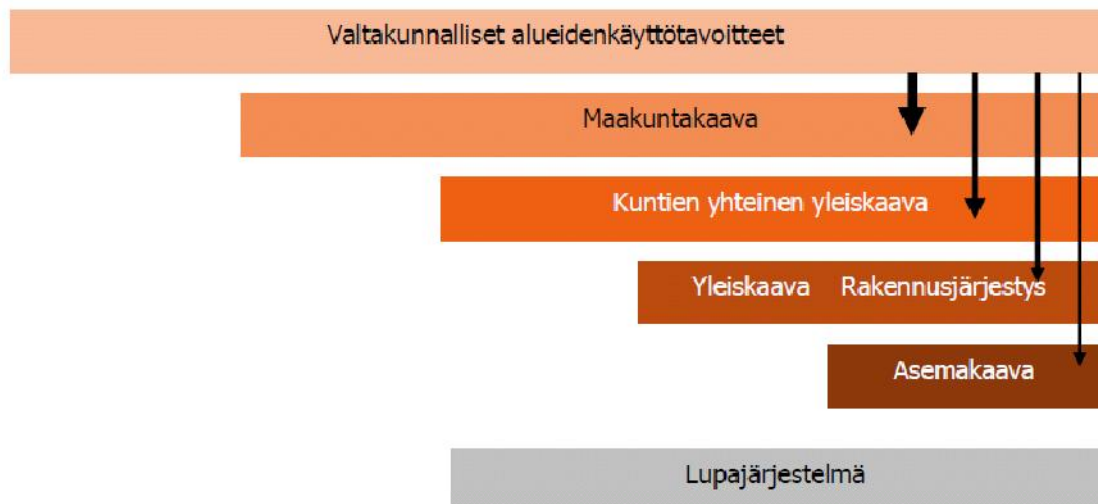 Valtakunnalliset alueidenkäyttötavoitteet
Maakuntakaava
Kuntien yhteinen yleiskaava
Yleiskaava Rakennusjärjestys
Asemakaava
Lupajärjestelmä